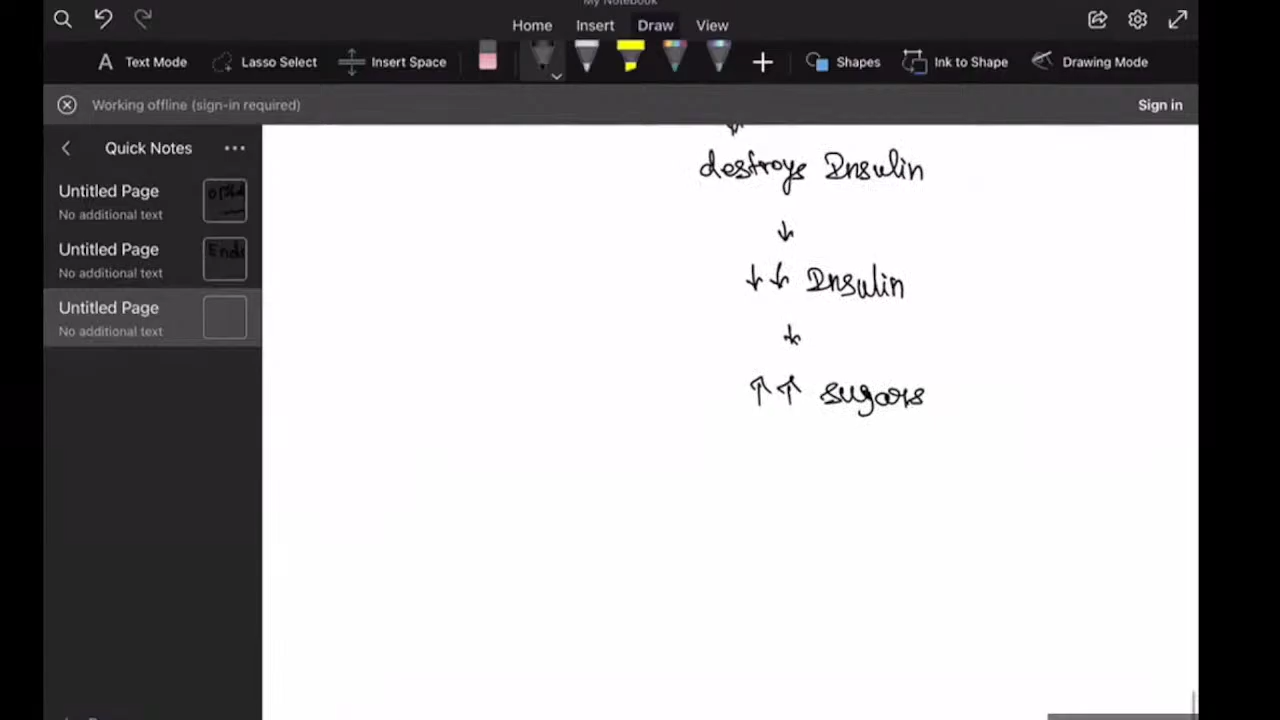 My Notebook
Home Insert Draw View
Text Mode Lasso Select Insert Space Shapes Ink to Shape Drawing Mode
Working offline (sign-in required) Sign in
Quick Notes
Untitled Page
No additional text
Untitled Page
No additional text
Untitled Page
No additional text
destroys Insulin
↓
↓↓ Insulin
↓
↑↑ sugars